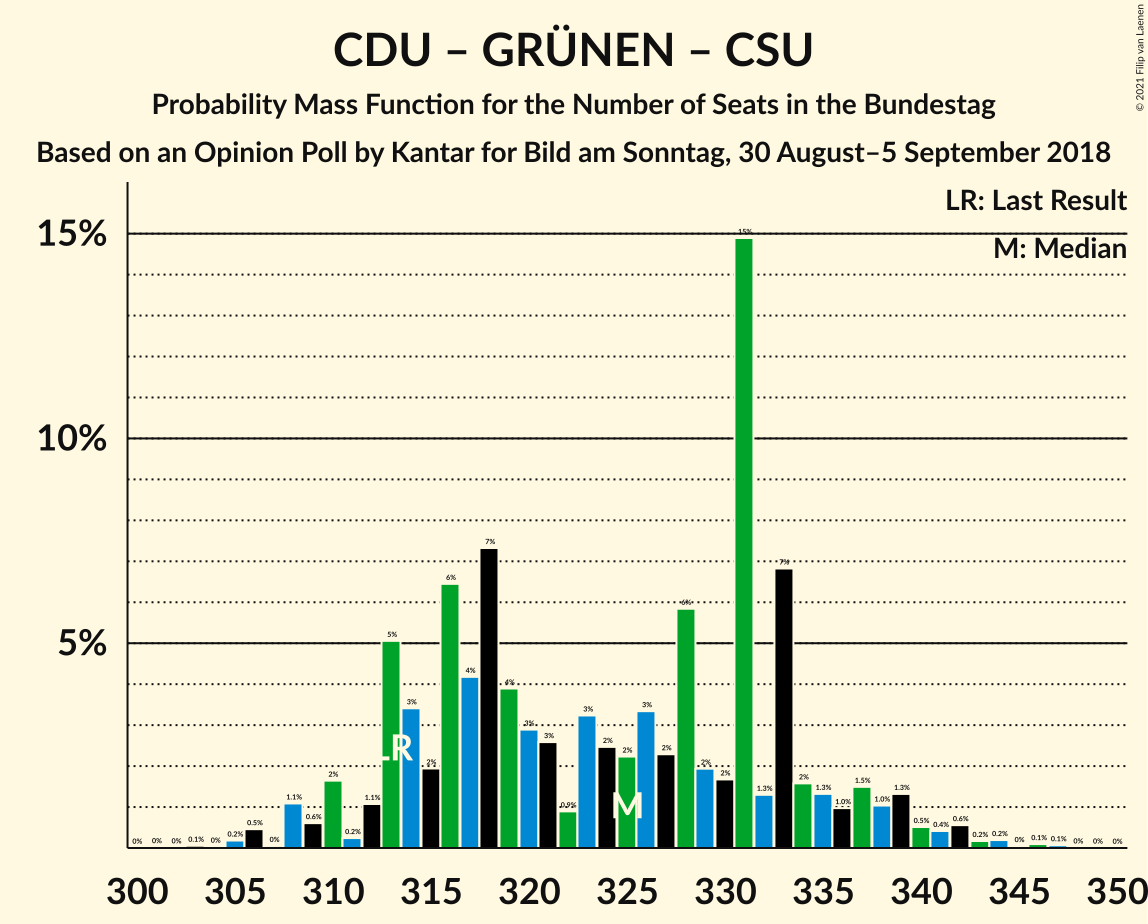 CDU – GRÜNEN – CSU
Probability Mass Function for the Number of Seats in the Bundestag
Based on an Opinion Poll by Kantar for Bild am Sonntag, 30 August–5 September 2018
© 2021 Filip van Laenen
LR: Last Result
M: Median
15%
10%
5%
0% 0% 0% 0.1% 0% 0.2% 0.5% 0% 1.1% 0.6% 2% 0.2% 1.1% 5% 3% 2% 6% 4% 7% 4% 3% 3% 0.9% 3% 2% 2% 3% 2% 6% 2% 2% 15% 1.3% 7% 2% 1.3% 1.0% 1.5% 1.0% 1.3% 0.5% 0.4% 0.6% 0.2% 0.2% 0% 0.1% 0.1% 0% 0% 0%
LR
M
300 305 310 315 320 325 330 335 340 345 350